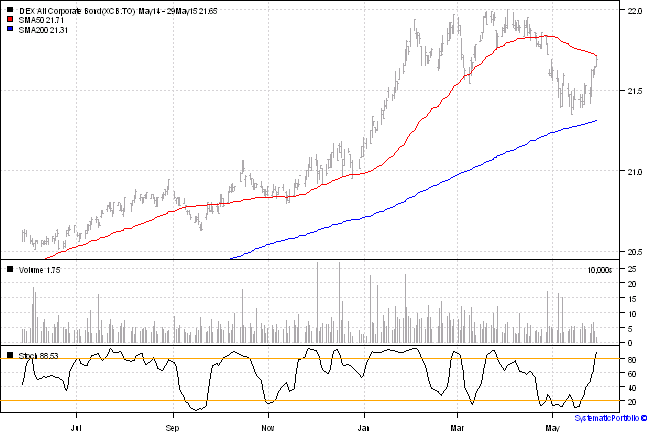 DEX All Corporate Bond(XCB.TO) May14 - 29May15 21.65
SMA50 21.71
SMA200 21.31
22.0
21.5
21.0
20.5
Volume 1.75
10,000s
25
20
15
10
5
0
Stoch 88.53
80
60
40
20
Jul
Sep
Nov
Jan
Mar
May
SystematicPortfolio ©